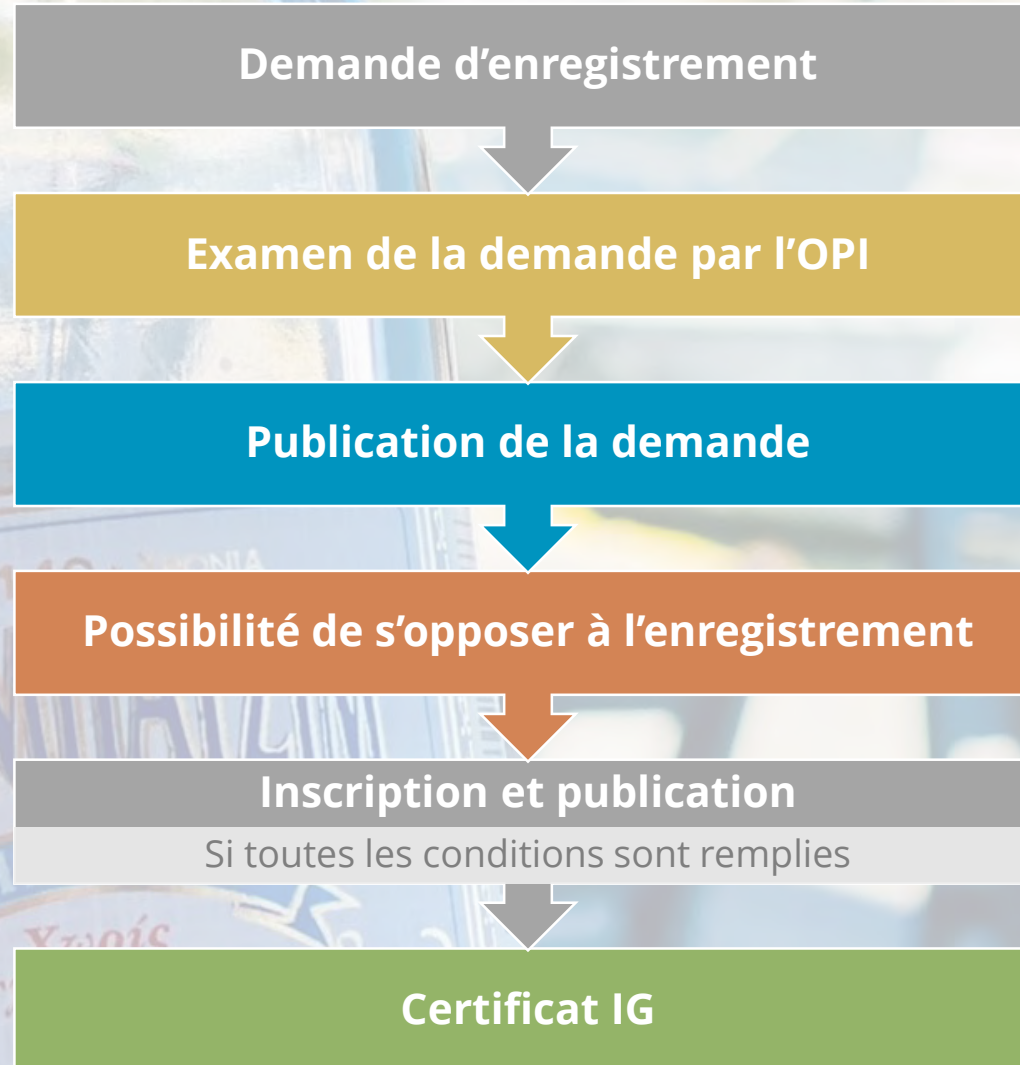 Demande d’enregistrement
Examen de la demande par l’OPI
Publication de la demande
Possibilité de s’opposer à l’enregistrement
Inscription et publication
Si toutes les conditions sont remplies
Certificat IG
Χωρίς